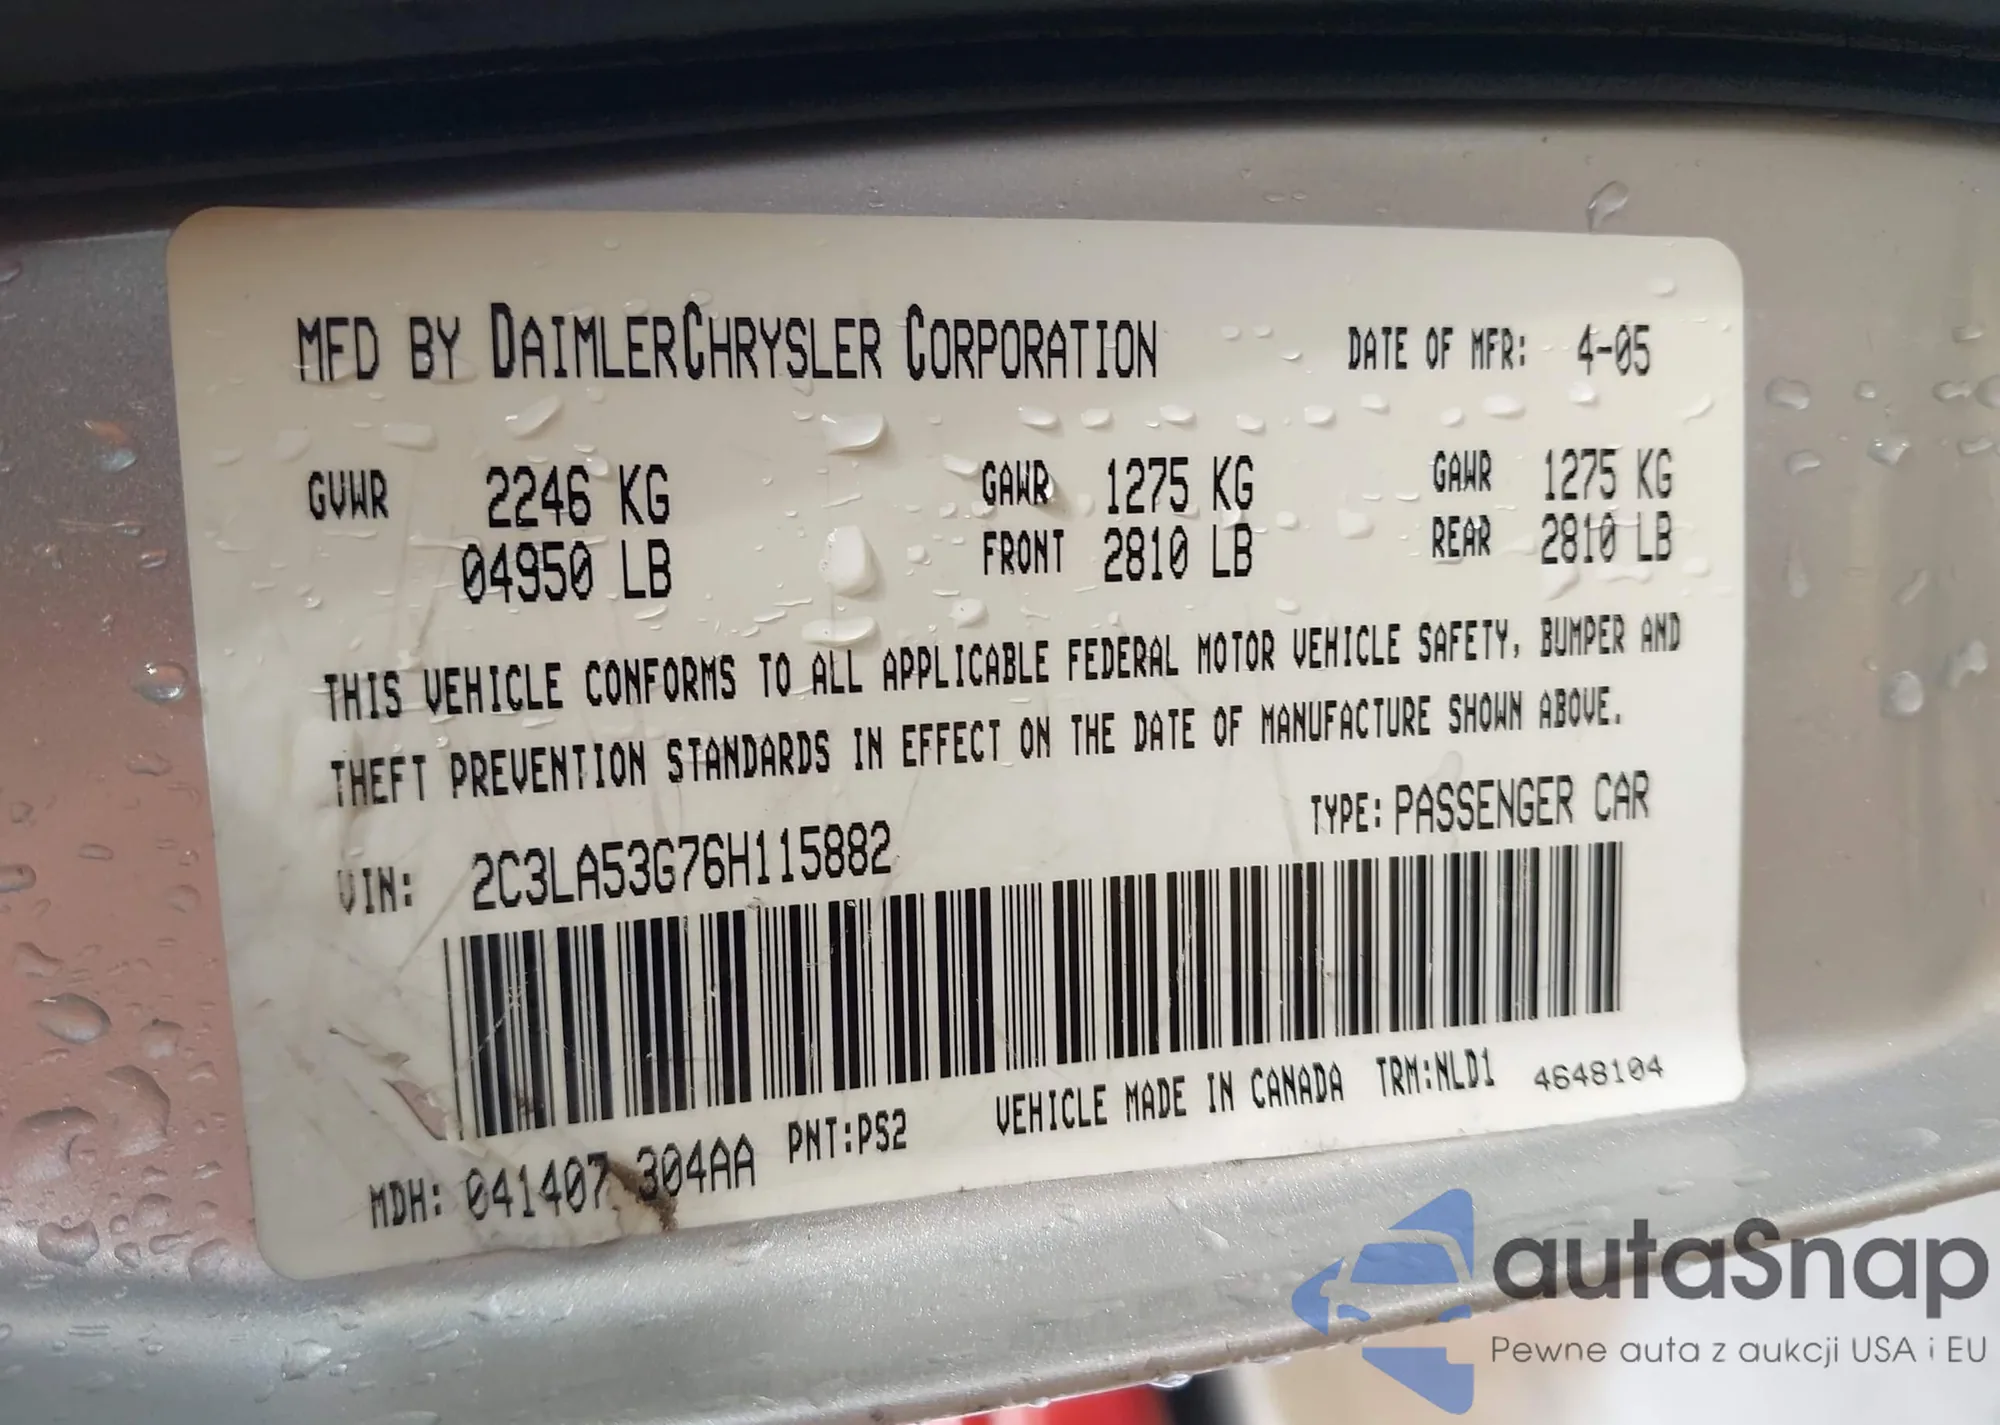 MFD BY DAIMLERCHRYSLER CORPORATION DATE OF MFR: 4-05
GVWR 2246 KG GAWR 1275 KG GAWR 1275 KG
04950 LB FRONT 2810 LB REAR 2810 LB
THIS VEHICLE CONFORMS TO ALL APPLICABLE FEDERAL MOTOR VEHICLE SAFETY, BUMPER AND
THEFT PREVENTION STANDARDS IN EFFECT ON THE DATE OF MANUFACTURE SHOWN ABOVE.
VIN: 2C3LA53G76H115882 TYPE: PASSENGER CAR
MDH: 041407 304AA PNT:PS2 VEHICLE MADE IN CANADA TRM:NLD1 4648104
autaSnap
Pewne auta z aukcji USA i EU